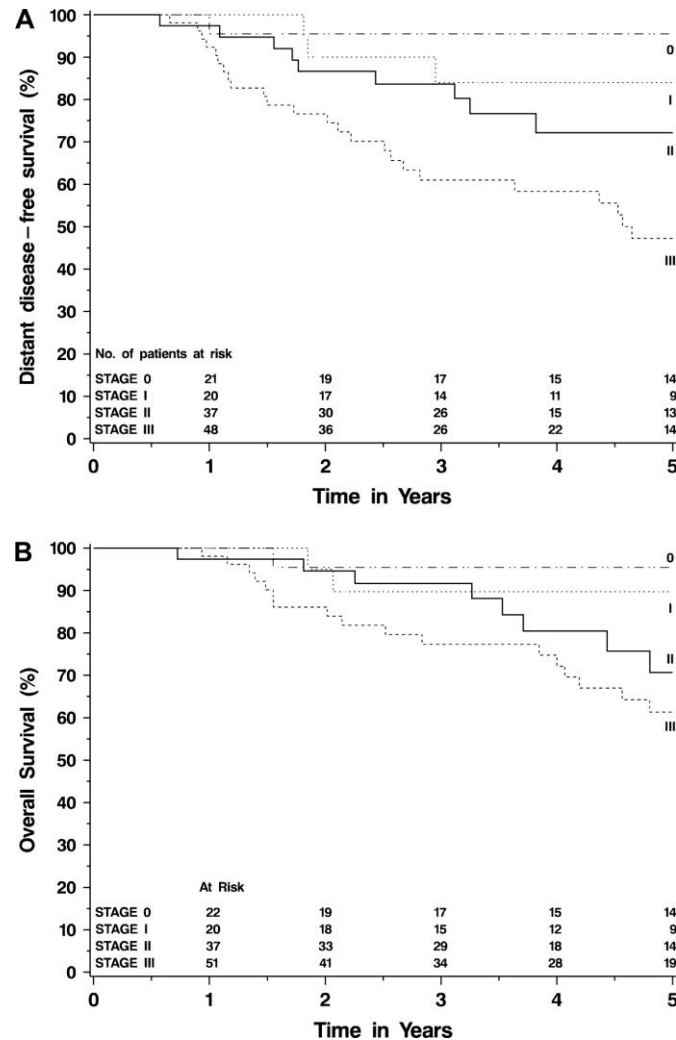 A
Distant disease–free survival (%)
100
90
80
70
60
50
40
30
20
10
0
0
I
II
III
No. of patients at risk
STAGE 0 21 19 17 15 14
STAGE I 20 17 14 11 9
STAGE II 37 30 26 15 13
STAGE III 48 36 26 22 14
0 1 2 3 4 5
Time in Years
B
Overall Survival (%)
100
90
80
70
60
50
40
30
20
10
0
0
I
II
III
At Risk
STAGE 0 22 19 17 15 14
STAGE I 20 18 15 12 9
STAGE II 37 33 29 18 14
STAGE III 51 41 34 28 19
0 1 2 3 4 5
Time in Years